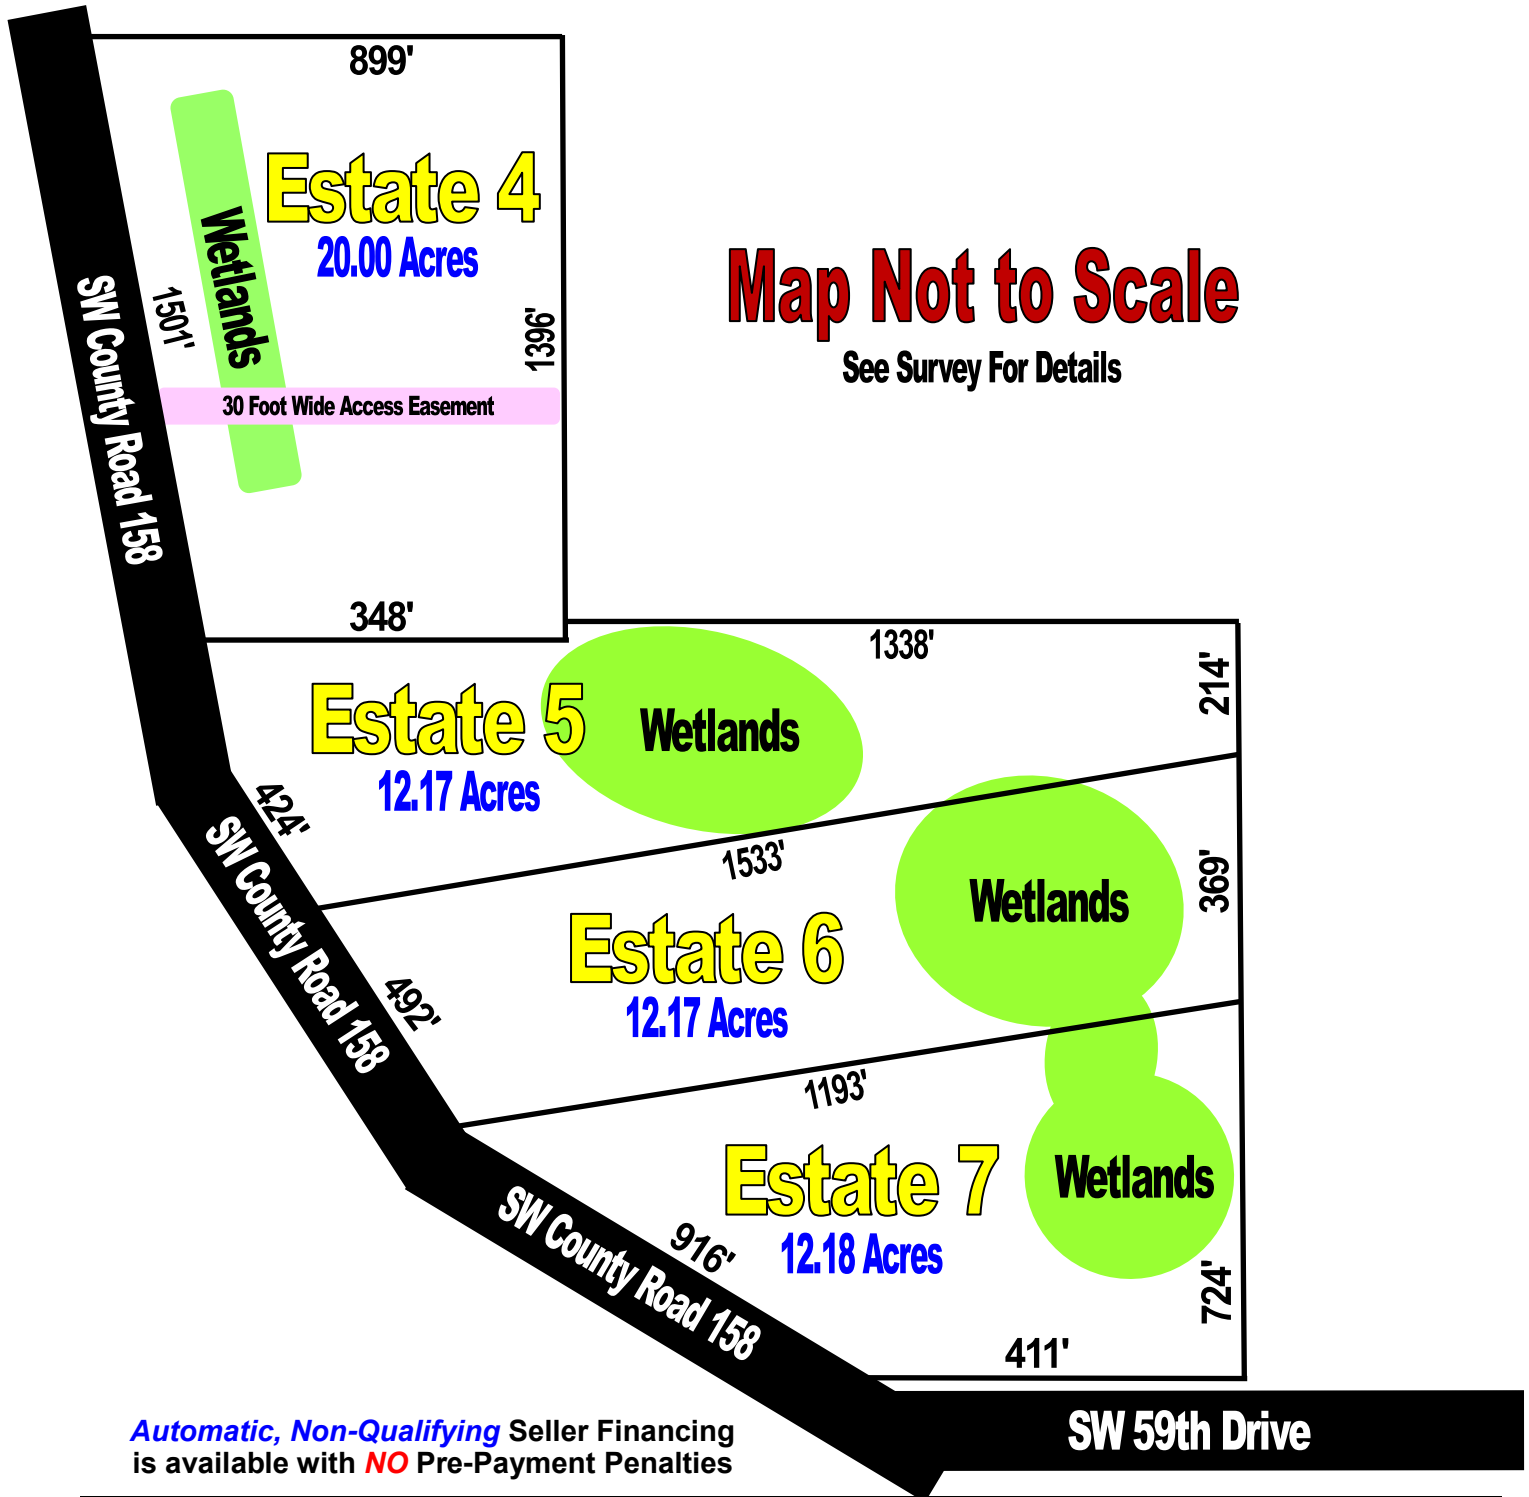 899'
Estate 4
20.00 Acres
Wetlands
1501'
1396'
SW County Road 158
30 Foot Wide Access Easement
348'
Map Not to Scale
See Survey For Details
1338'
214'
Estate 5
12.17 Acres
Wetlands
424'
1533'
SW County Road 158
Wetlands
369'
Estate 6
12.17 Acres
492'
1193'
Estate 7
12.18 Acres
Wetlands
916'
SW County Road 158
724'
411'
SW 59th Drive
Automatic, Non-Qualifying Seller Financing
is available with NO Pre-Payment Penalties